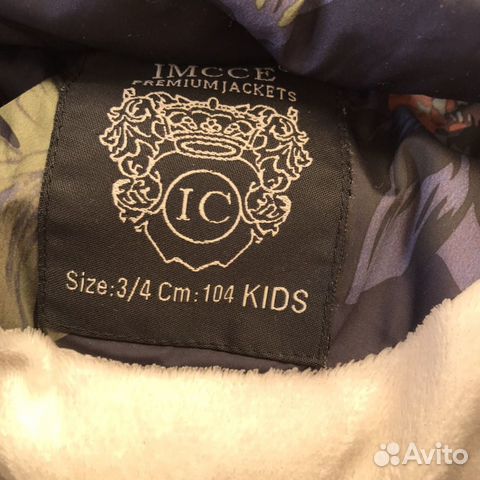 IMCCE
PREMIUM JACKETS
IC
Size:3/4 Cm:104 KIDS
Avito